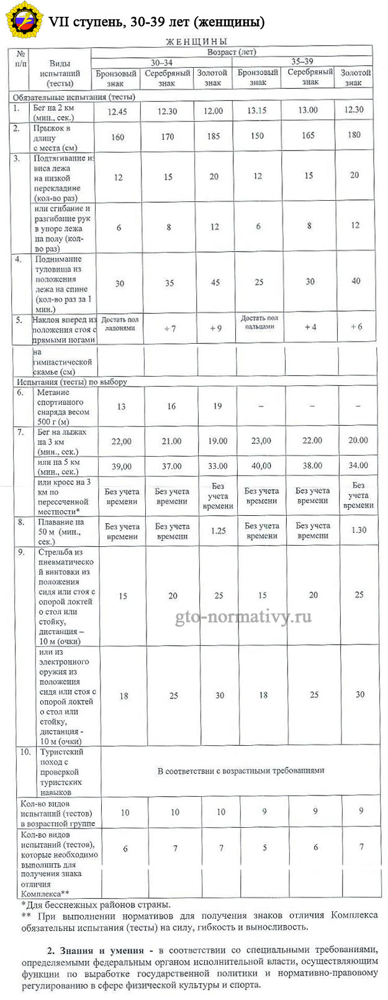 VII ступень, 30-39 лет (женщины)
ЖЕНЩИНЫ
№ п/п
Виды испытаний (тесты)
Возраст (лет)
30–34
35–39
Бронзовый знак
Серебряный знак
Золотой знак
Бронзовый знак
Серебряный знак
Золотой знак
Обязательные испытания (тесты)
1.
Бег на 2 км
(мин., сек.)
12.45
12.30
12.00
13.15
13.00
12.30
2.
Прыжок в
длину
с места (см)
160
170
185
150
165
180
3.
Подтягивание из
виса лежа
на низкой
перекладине
(кол-во раз)
12
15
20
12
15
20
или сгибание и
разгибание рук
в упоре лежа
на полу (кол-
во раз)
6
8
12
6
8
12
4.
Поднимание
туловища из
положения
лежа на спине
(кол-во раз за 1
мин.)
30
35
45
25
30
40
5.
Наклон вперед из
положения стоя с
прямыми ногами
Достать пол
ладонями
+ 7
+ 9
Достать пол
пальцами
+ 4
+ 6
на
гимнастической
скамье (см)
Испытания (тесты) по выбору
6.
Метание
спортивного
снаряда весом
500 г (м)
13
16
19
–
–
–
7.
Бег на лыжах
на 3 км
(мин., сек.)
22,00
21.00
19.00
23,00
22.00
20.00
или на 5 км
(мин., сек.)
39,00
37.00
33.00
40,00
38.00
34.00
или кросс на 3
км по
пересеченной
местности*
Без учета
времени
Без учета
времени
Без
учета
времени
Без учета
времени
Без учета
времени
Без
учета
времени
8.
Плавание на
50 м (мин.,
сек.)
Без учета
времени
Без учета
времени
1.25
Без учета
времени
Без учета
времени
1.30
9.
Стрельба из
пневматическо
й винтовки из
положения
сидя или стоя с
опорой локтей
о стол или
стойку,
дистанция –
10 м (очки)
15
20
25
15
20
25
gto-normativy.ru
или из
электронного
оружия из
положения
сидя или стоя с
опорой локтей
о стол или
стойку,
дистанция -
10 м (очки)
18
25
30
18
25
30
10.
Туристский
поход с
проверкой
туристских
навыков
В соответствии с возрастными требованиями
Кол-во видов
испытаний (тестов)
в возрастной группе
10
10
10
9
9
9
Кол-во видов
испытаний (тестов),
которые необходимо
выполнить для
получения знака
отличия
Комплекса**
6
7
7
5
6
7
*Для бесснежных районов страны.
** При выполнении нормативов для получения знаков отличия Комплекса
обязательны испытания (тесты) на силу, гибкость и выносливость.
2. Знания и умения - в соответствии со специальными требованиями,
определяемыми федеральным органом исполнительной власти, осуществляющим
функции по выработке государственной политики и нормативно-правовому
регулированию в сфере физической культуры и спорта.